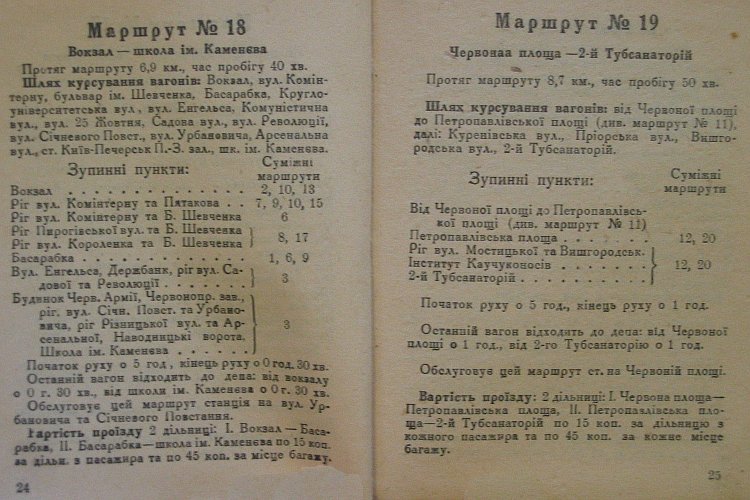 Маршрут № 18
Вокзал — школа ім. Каменєва
Протяг маршруту 6,9 км., час пробігу 40 хв.
Шлях курсування вагонів: Вокзал, вул. Комін-
терну, бульвар ім. Шевченка, Басарабка, Кругло-
університетська вул., вул. Енгельса, Комуністична
вул., вул. 25 Жовтня, Садова вул., вул. Революції,
вул. Січневого Повст., вул. Урбановича, Арсенальна
вул., ст. Київ-Печерськ П.-З. зал., шк. ім. Каменєва.
Зупинні пункти:
Суміжні
маршрути
Вокзал . . . . . . . . . . . . . . 2, 10, 13
Ріг вул. Комінтерну та Пятакова . . 7, 9, 10, 15
Ріг вул. Комінтерну та Б. Шевченка 6
Ріг Пирогівської вул. та Б. Шевченка
Ріг вул. Короленка та Б. Шевченка } 8, 17
Басарабка . . . . . . . . . . . . 1, 6, 9
Вул. Енгельса, Держбанк, ріг вул. Са-
дової та Революції . . . . . . . } 3
Будинок Черв. Армії, Червонопр. зав.,
ріг. вул. Січн. Повст. та Урбано-
вича, ріг Різницької вул. та Ар-
сенальної, Наводницькі ворота.
Школа ім. Каменєва . . . . . . } 3
Початок руху о 5 год., кінець руху о 0 год. 30 хв.
Останній вагон відходить до депа: від вокзалу
о 0 г. 30 хв., від школи ім. Каменєва о 0 г. 30 хв.
Обслуговує цей маршрут станція на вул. Ур-
бановича та Січневого Повстання.
Вартість проїзду 2 дільниці: І. Вокзал — Баса-
рабка, ІІ. Басарабка—школа ім. Каменєва по 15 коп.
за дільн. з пасажира та по 45 коп. за місце багажу.
24
Маршрут № 19
Червонаа площа — 2-й Тубсанаторій
Протяг маршруту 8,7 км., час пробігу 50 хв.
Шлях курсування вагонів: від Червоної площі
до Петропавлівської площі (див. маршрут № 11),
далі: Куренівська вул., Пріорська вул., Вишго-
родська вул., 2-й Тубсанаторій.
Зупинні пункти:
Суміжні
маршрути
Від Червоної площі до Петропавлівсь-
кої площі (див. маршрут № 11)
Петропавлівська площа . . . . . . . 12, 20
Ріг вул. Мостицької та Вишгородськ.
Інститут Каучуконосів . . . . . . . } 12, 20
2-й Тубсанаторій . . . . . . . . .
Початок руху о 5 год., кінець руху о 1 год.
Останній вагон відходить до депа: від Червоної
площі о 1 год., від 2-го Тубсанаторію о 1 год.
Обслуговує цей маршрут ст. на Червоній площі.
Вартість проїзду: 2 дільниці: І. Червона площа—
Петропавлівська площа, ІІ. Петропавлівська пло-
ща—2-й Тубсанаторій по 15 коп. за дільницю з
кожного пасажира та по 45 коп. за кожне місце
багажу.
25